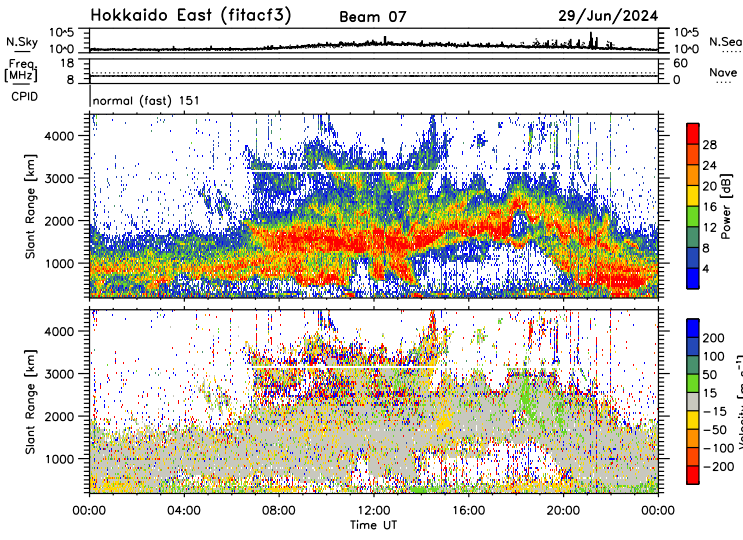 Hokkaido East (fitacf3) Beam 07 29/Jun/2024
N.Sky 10^5 10^0 10^5 10^0 N.Sea
Freq. [MHz] 18 8 60 0 Nave
CPID normal (fast) 151
Slant Range [km] 4000 3000 2000 1000
Power [dB] 28 24 20 16 12 8 4
Slant Range [km] 4000 3000 2000 1000
200 100 50 15 -15 -50 -100 -200
Velocity
00:00 04:00 08:00 12:00 16:00 20:00 00:00
Time UT